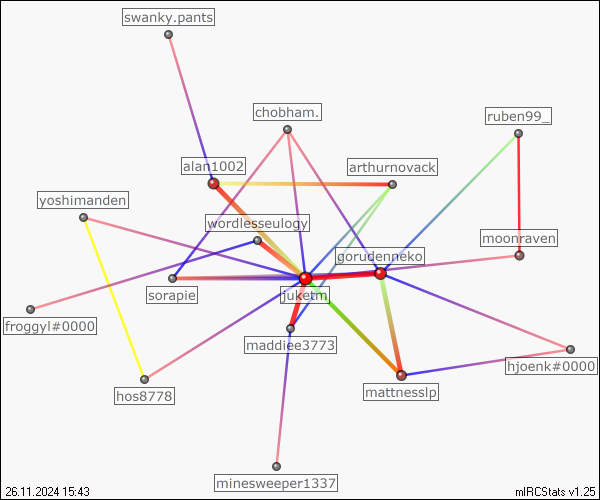 swanky.pants
chobham.
ruben99_
alan1002
arthurnovack
yoshimanden
wordlesseulogy
moonraven
gorudenneko
sorapie
juketm
froggyl#0000
maddiee3773
hjoenk#0000
hos8778
mattnesslp
minesweeper1337
26.11.2024 15:43
mIRCStats v1.25